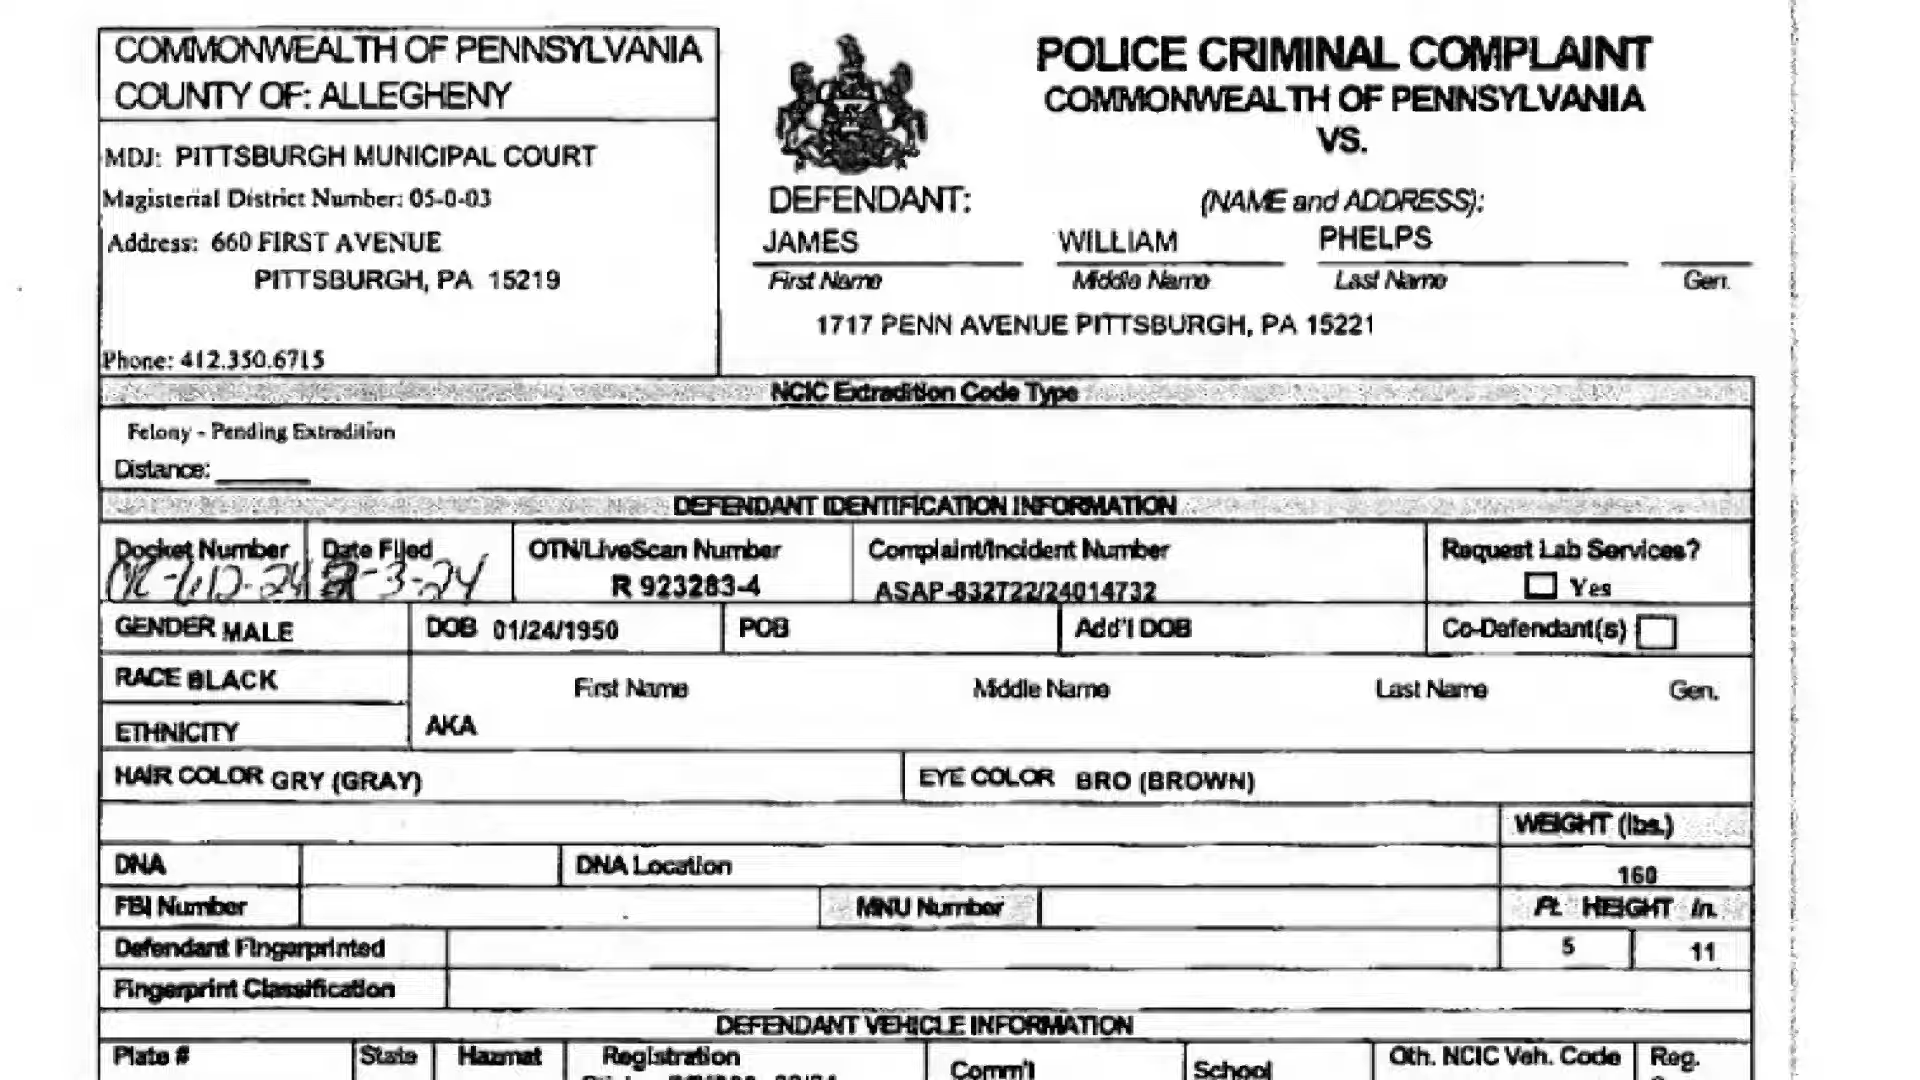 COMMONWEALTH OF PENNSYLVANIA
COUNTY OF: ALLEGHENY
MDJ: PITTSBURGH MUNICIPAL COURT
Magisterial District Number: 05-0-03
Address: 660 FIRST AVENUE
PITTSBURGH, PA 15219
Phone: 412.350.6715
POLICE CRIMINAL COMPLAINT
COMMONWEALTH OF PENNSYLVANIA
VS.
DEFENDANT: (NAME and ADDRESS):
JAMES WILLIAM PHELPS
First Name Middle Name Last Name Gen.
1717 PENN AVENUE PITTSBURGH, PA 15221
NCIC Extradition Code Type
Felony - Pending Extradition
Distance:
DEFENDANT IDENTIFICATION INFORMATION
Docket Number Date Filed OTN/LiveScan Number Complaint/Incident Number Request Lab Services?
-3-24 R 923283-4 ASAP-832722/24014732 Yes
GENDER MALE DOB 01/24/1950 POB Add'l DOB Co-Defendant(s)
RACE BLACK First Name Middle Name Last Name Gen.
ETHNICITY AKA
HAIR COLOR GRY (GRAY) EYE COLOR BRO (BROWN)
WEIGHT (lbs.)
DNA DNA Location 160
FBI Number MNU Number Ft. HEIGHT In.
Defendant Fingerprinted 5 11
Fingerprint Classification
DEFENDANT VEHICLE INFORMATION
Plate # State Hazmat Registration Comm'l School Oth. NCIC Veh. Code Reg.